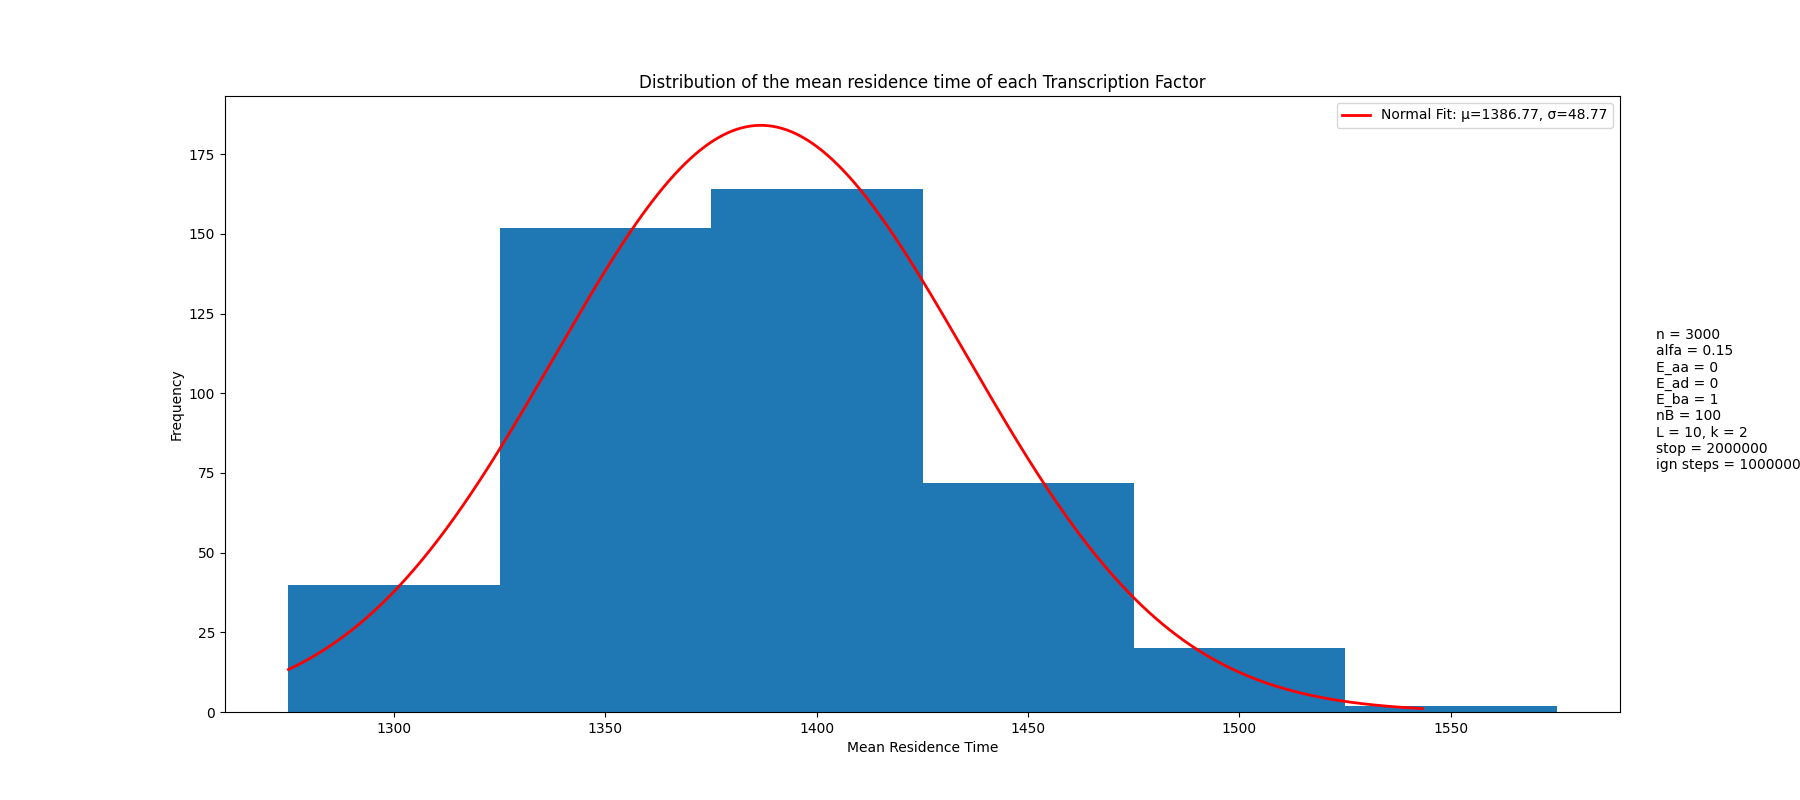 Distribution of the mean residence time of each Transcription Factor
Normal Fit: μ=1386.77, σ=48.77
175
150
125
100
75
50
25
0
Frequency
1300 1350 1400 1450 1500 1550
Mean Residence Time
n = 3000
alfa = 0.15
E_aa = 0
E_ad = 0
E_ba = 1
nB = 100
L = 10, k = 2
stop = 2000000
ign steps = 1000000